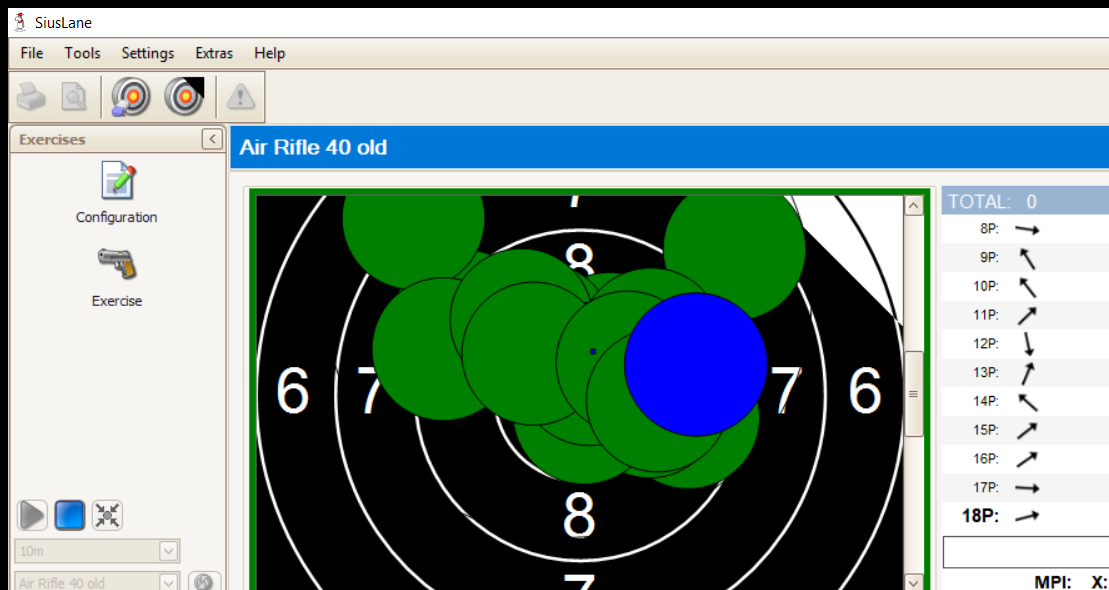 SiusLane
File Tools Settings Extras Help
Exercises
Air Rifle 40 old
Configuration
Exercise
10m
Air Rifle 40 old
7
8
6 7 7 6
8
7
TOTAL: 0
8P:
9P:
10P:
11P:
12P:
13P:
14P:
15P:
16P:
17P:
18P:
MPI: X: